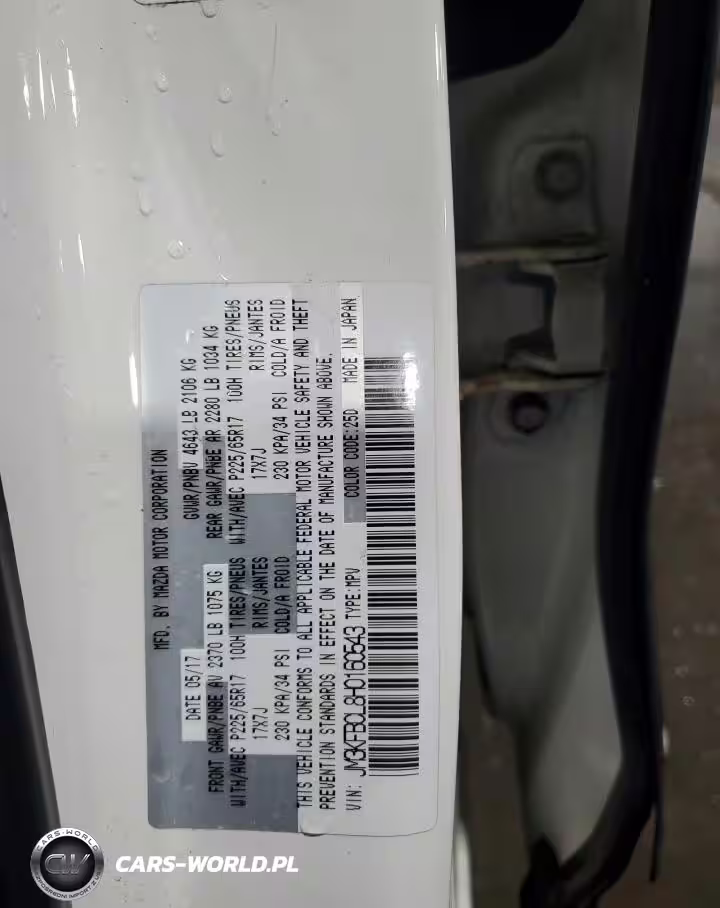 MFD. BY MAZDA MOTOR CORPORATION
DATE 05/17 GVWR/PNBV 4643 LB 2106 KG
FRONT GAWR/PNBE AV 2370 LB 1075 KG REAR GAWR/PNBE AR 2280 LB 1034 KG
WITH/AVEC P225/65R17 100H TIRES/PNEUS WITH/AVEC P225/65R17 100H TIRES/PNEUS
17X7J RIMS/JANTES 17X7J RIMS/JANTES
230 KPA/34 PSI COLD/A FROID 230 KPA/34 PSI COLD/A FROID
THIS VEHICLE CONFORMS TO ALL APPLICABLE FEDERAL MOTOR VEHICLE SAFETY AND THEFT
PREVENTION STANDARDS IN EFFECT ON THE DATE OF MANUFACTURE SHOWN ABOVE.
VIN: JM3KFBCL8H0160543 TYPE:MPV COLOR CODE:25D MADE IN JAPAN
CARS-WORLD
CW
CARS-WORLD.PL